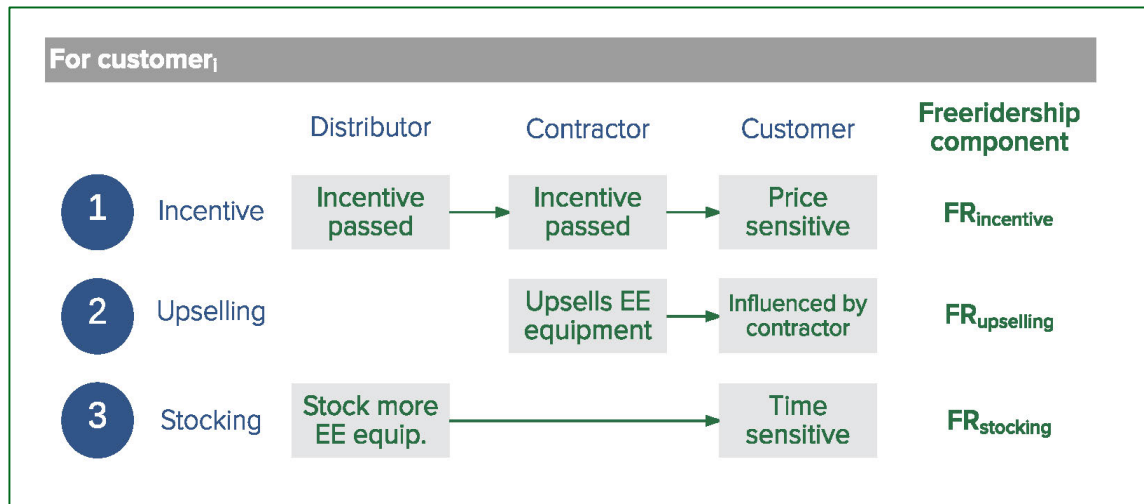 For customerᵢ
Distributor Contractor Customer Freeridership
component
1 Incentive Incentive
passed Incentive
passed Price
sensitive FRincentive
2 Upselling Upsells EE
equipment Influenced by
contractor FRupselling
3 Stocking Stock more
EE equip. Time
sensitive FRstocking